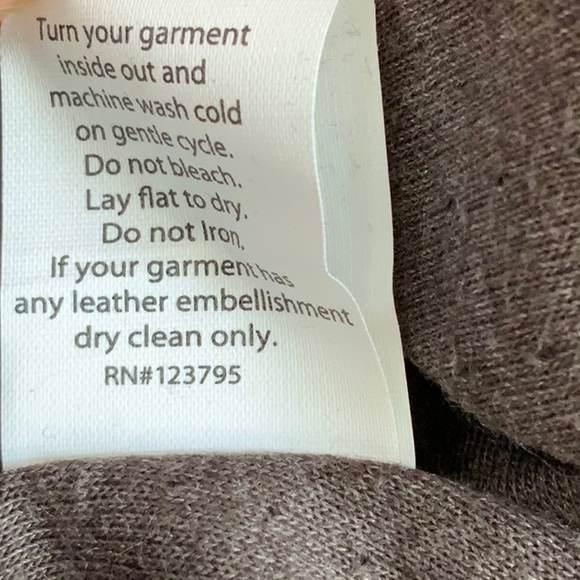 Turn your garment
inside out and
machine wash cold
on gentle cycle.
Do not bleach.
Lay flat to dry.
Do not Iron.
If your garment has
any leather embellishment
dry clean only.
RN#123795